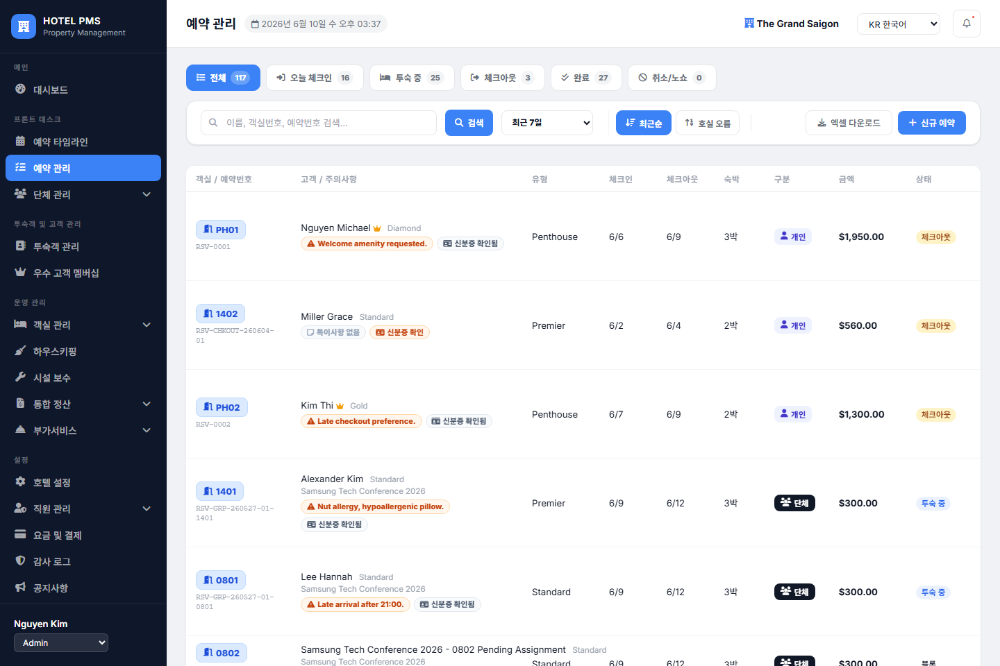 HOTEL PMS
Property Management
메인
대시보드
프론트 데스크
예약 타임라인
예약 관리
단체 관리
투숙객 및 고객 관리
투숙객 관리
우수 고객 멤버십
운영 관리
객실 관리
하우스키핑
시설 보수
통합 정산
부가서비스
설정
호텔 설정
직원 관리
요금 및 결제
감사 로그
공지사항
Nguyen Kim
Admin
예약 관리
2026년 6월 10일 수 오후 03:37
The Grand Saigon
KR 한국어
전체 117
오늘 체크인 16
투숙 중 25
체크아웃 3
완료 27
취소/노쇼 0
이름, 객실번호, 예약번호 검색...
검색
최근 7일
최근순
호실 오름
엑셀 다운로드
신규 예약
객실 / 예약번호 고객 / 주의사항 유형 체크인 체크아웃 숙박 구분 금액 상태
PH01
RSV-0001
Nguyen Michael Diamond
Welcome amenity requested. 신분증 확인됨
Penthouse 6/6 6/9 3박 개인 $1,950.00 체크아웃
1402
RSV-CHKOUT-260604-
01
Miller Grace Standard
특이사항 없음 신분증 확인
Premier 6/2 6/4 2박 개인 $560.00 체크아웃
PH02
RSV-0002
Kim Thi Gold
Late checkout preference. 신분증 확인됨
Penthouse 6/7 6/9 2박 개인 $1,300.00 체크아웃
1401
RSV-GRP-260527-01-
1401
Alexander Kim Standard
Samsung Tech Conference 2026
Nut allergy, hypoallergenic pillow.
신분증 확인됨
Premier 6/9 6/12 3박 단체 $300.00 투숙 중
0801
RSV-GRP-260527-01-
0801
Lee Hannah Standard
Samsung Tech Conference 2026
Late arrival after 21:00. 신분증 확인됨
Standard 6/9 6/12 3박 단체 $300.00 투숙 중
0802
Samsung Tech Conference 2026 - 0802 Pending Assignment Standard
Samsung Tech Conference 2026
Standard 6/9 6/12 3박 단체 $300.00 블록